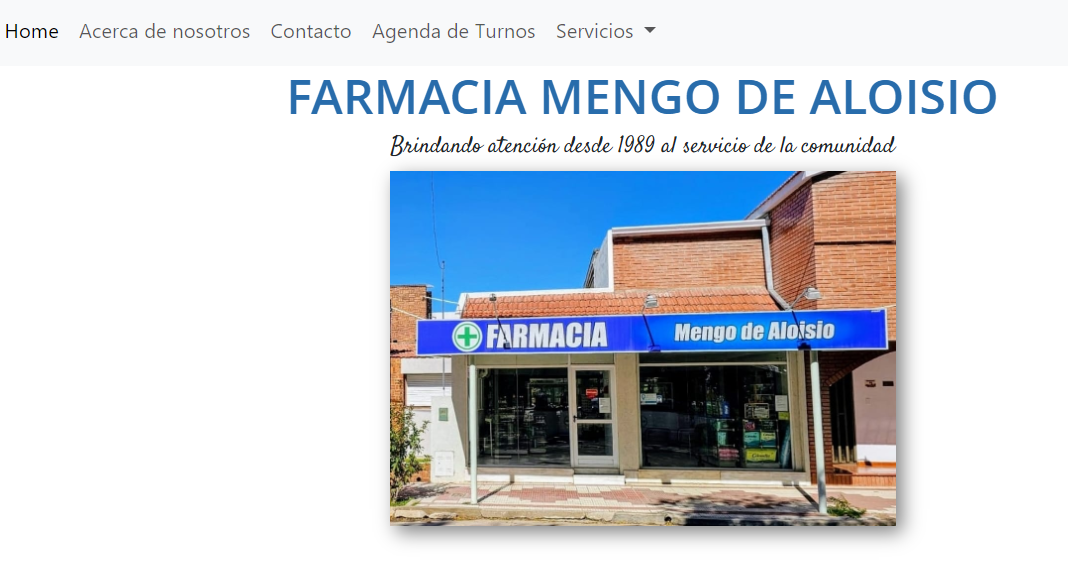 Home Acerca de nosotros Contacto Agenda de Turnos Servicios
FARMACIA MENGO DE ALOISIO
Brindando atención desde 1989 al servicio de la comunidad
FARMACIA Mengo de Aloisio